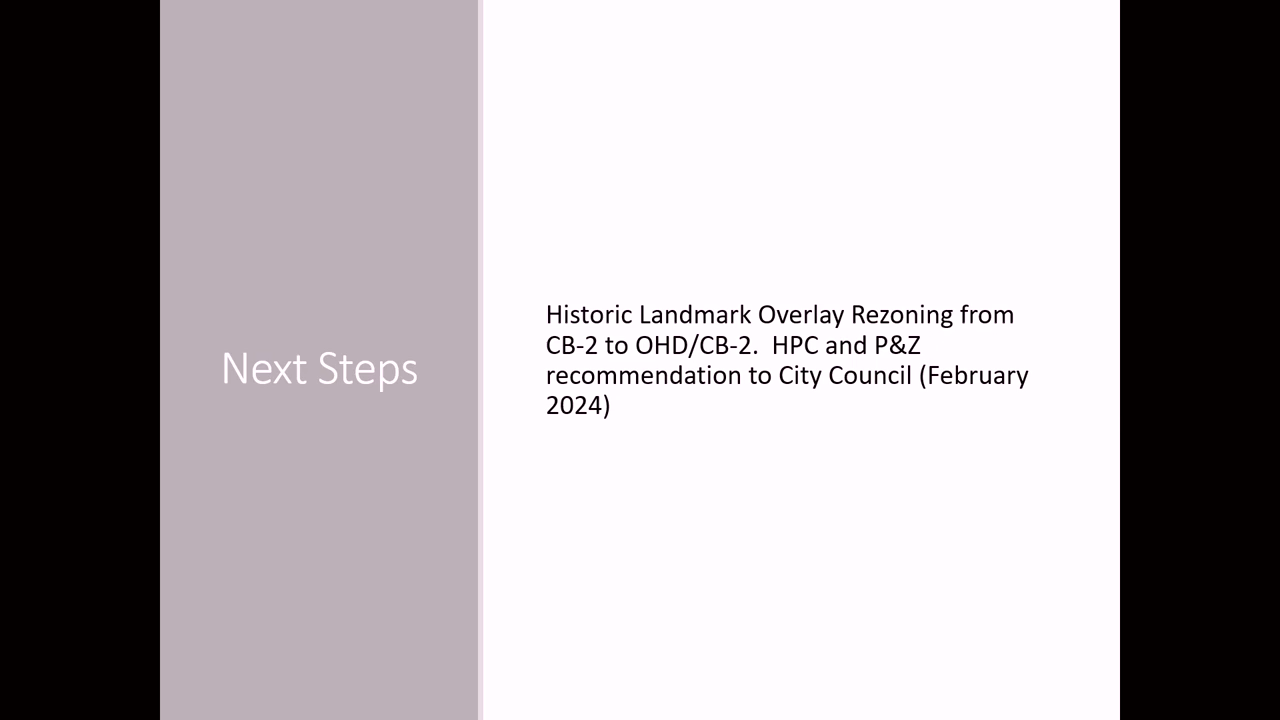 Next Steps
Historic Landmark Overlay Rezoning from
CB-2 to OHD/CB-2.  HPC and P&Z
recommendation to City Council (February
2024)